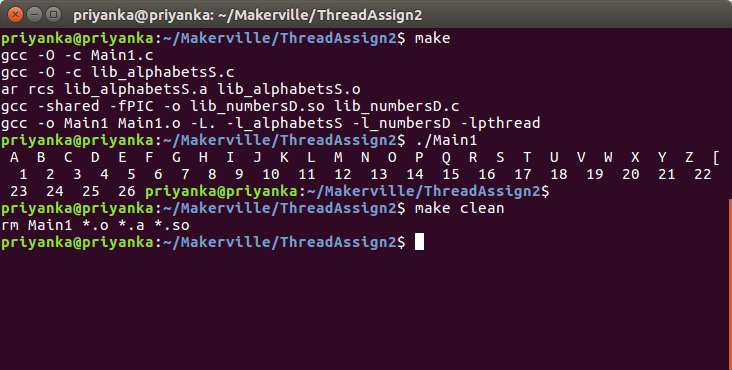 priyanka@priyanka: ~/Makerville/ThreadAssign2
priyanka@priyanka:~/Makerville/ThreadAssign2$ make
gcc -O -c Main1.c
gcc -O -c lib_alphabetsS.c
ar rcs lib_alphabetsS.a lib_alphabetsS.o
gcc -shared -fPIC -o lib_numbersD.so lib_numbersD.c
gcc -o Main1 Main1.o -L. -l_alphabetsS -l_numbersD -lpthread
priyanka@priyanka:~/Makerville/ThreadAssign2$ ./Main1
A B C D E F G H I J K L M N O P Q R S T U V W X Y Z [
1 2 3 4 5 6 7 8 9 10 11 12 13 14 15 16 17 18 19 20 21 22
23 24 25 26 priyanka@priyanka:~/Makerville/ThreadAssign2$
priyanka@priyanka:~/Makerville/ThreadAssign2$ make clean
rm Main1 *.o *.a *.so
priyanka@priyanka:~/Makerville/ThreadAssign2$